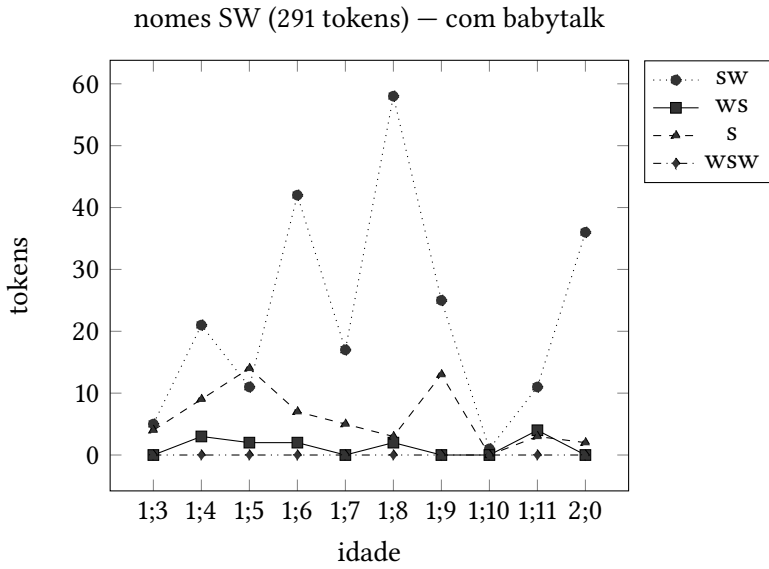 nomes SW (291 tokens) — com babytalk
60
50
40
30
20
10
0
tokens
1;3 1;4 1;5 1;6 1;7 1;8 1;9 1;10 1;11 2;0
idade
sw
ws
s
wsw